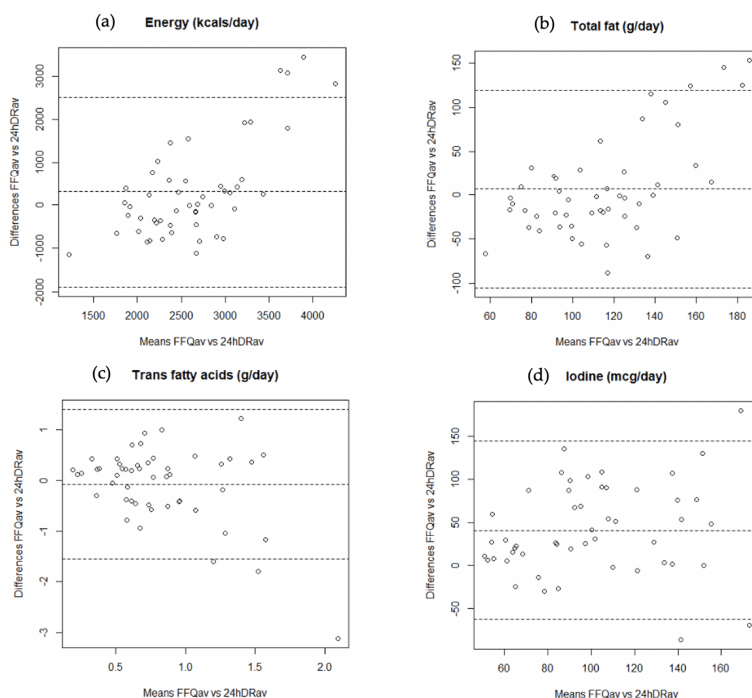 (a) Energy (kcals/day)
Differences FFQav vs 24hDRav
3000
2000
1000
0
-1000
-2000
1500 2000 2500 3000 3500 4000
Means FFQav vs 24hDRav
(b) Total fat (g/day)
Differences FFQav vs 24hDRav
150
100
50
0
-50
-100
60 80 100 120 140 160 180
Means FFQav vs 24hDRav
(c) Trans fatty acids (g/day)
Differences FFQav vs 24hDRav
1
0
-1
-2
-3
0.5 1.0 1.5 2.0
Means FFQav vs 24hDRav
(d) Iodine (mcg/day)
Differences FFQav vs 24hDRav
150
100
50
0
-50
60 80 100 120 140 160
Means FFQav vs 24hDRav